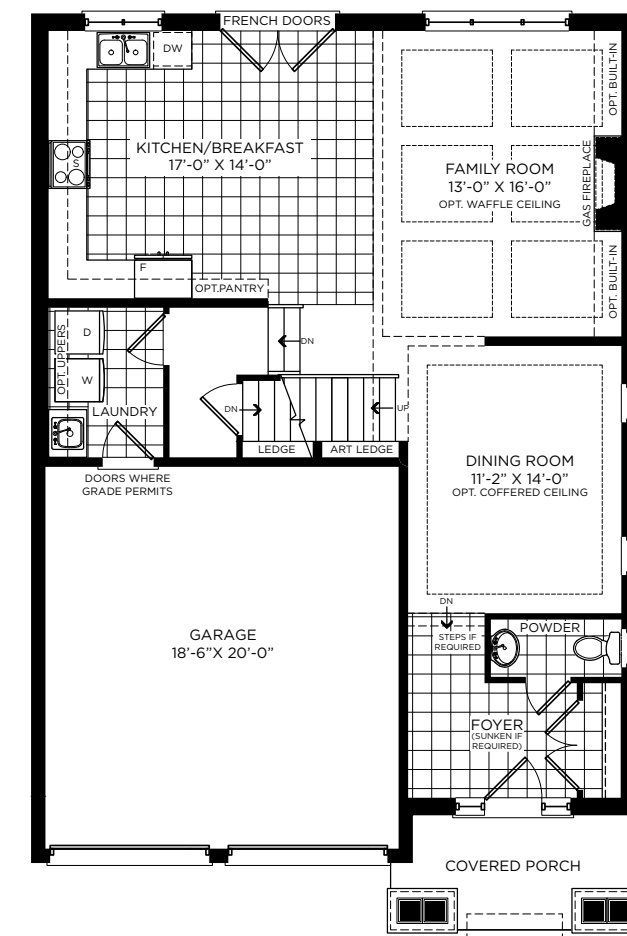 FRENCH DOORS
DW
OPT. BUILT-IN
KITCHEN/BREAKFAST
17'-0" X 14'-0"
S
FAMILY ROOM
13'-0" X 16'-0"
OPT. WAFFLE CEILING
GAS FIREPLACE
OPT. BUILT-IN
F
OPT.PANTRY
OPT. UPPERS
D
W
LAUNDRY
DN
DN
UP
LEDGE
ART LEDGE
DOORS WHERE
GRADE PERMITS
DINING ROOM
11'-2" X 14'-0"
OPT. COFFERED CEILING
GARAGE
18'-6"X 20'-0"
DN
STEPS IF
REQUIRED
POWDER
FOYER
(SUNKEN IF
REQUIRED)
COVERED PORCH